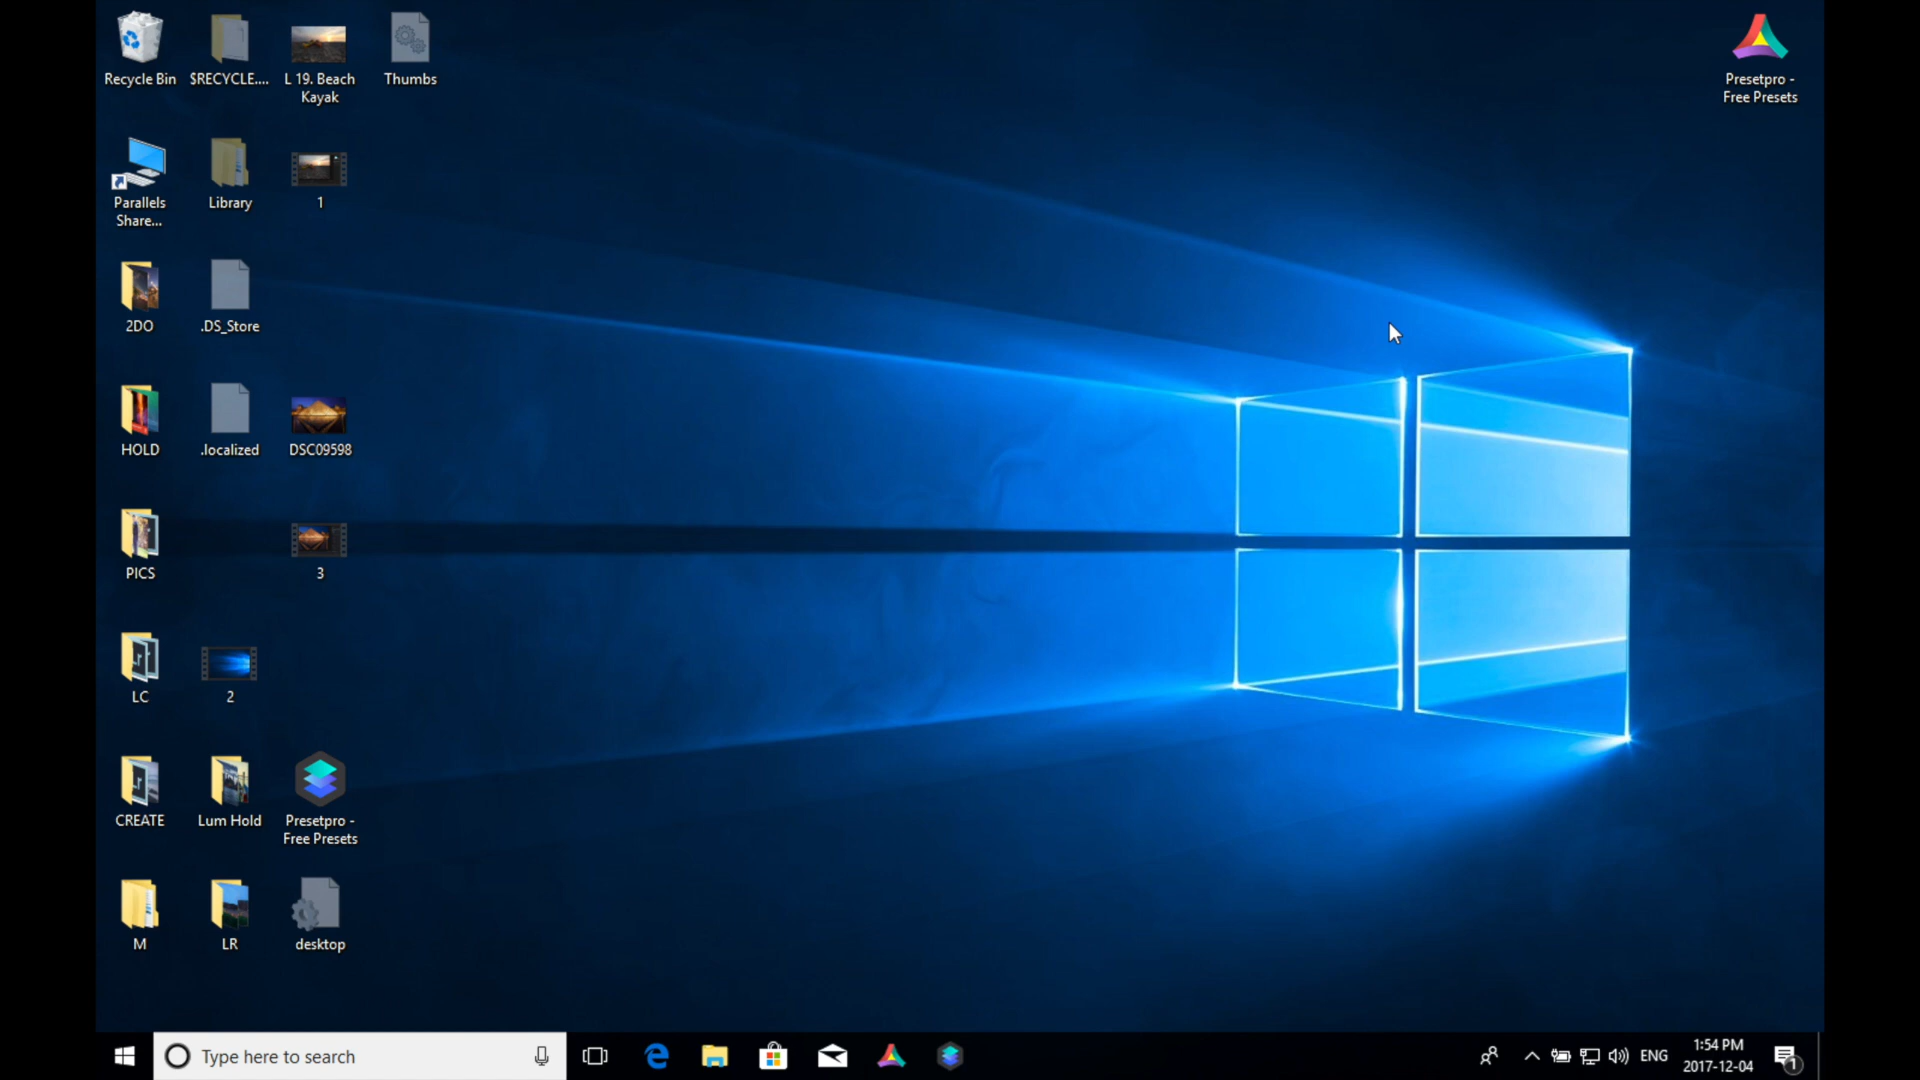 Recycle Bin
$RECYCLE....
L 19. Beach
Kayak
Thumbs
Presetpro -
Free Presets
Parallels
Share...
Library
1
2DO
.DS_Store
HOLD
.localized
DSC09598
PICS
3
LC
2
CREATE
Lum Hold
Presetpro -
Free Presets
M
LR
desktop
Type here to search
ENG
1:54 PM
2017-12-04
1